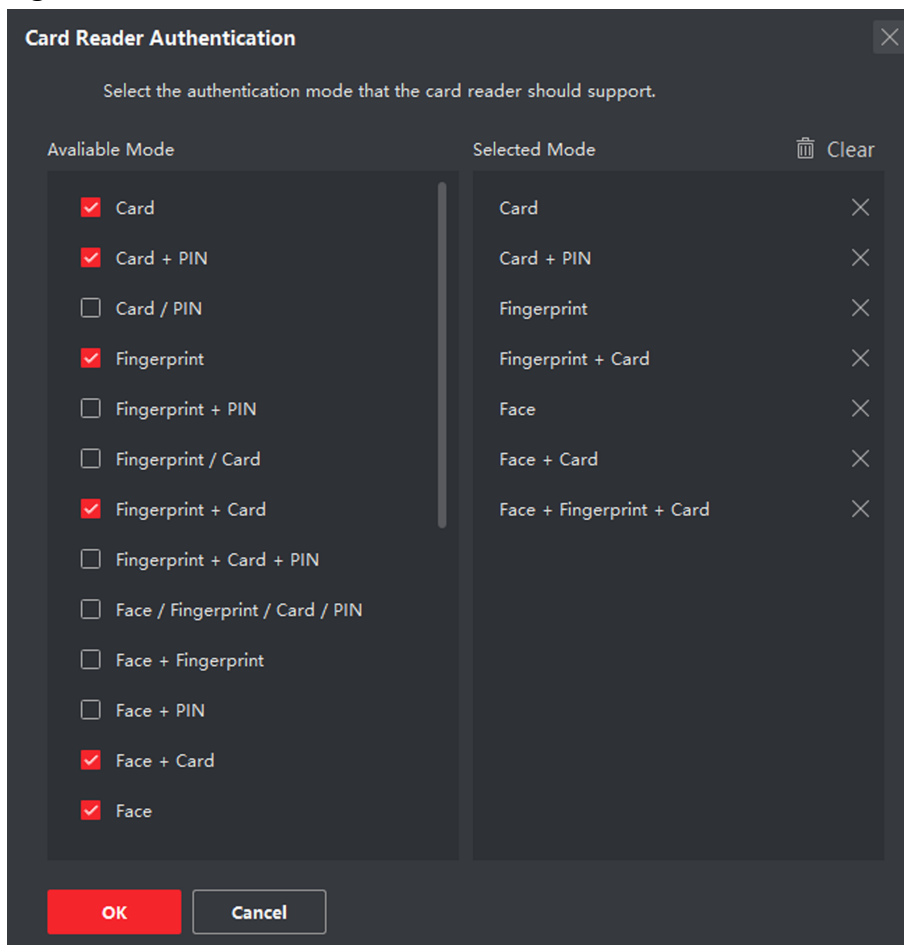 Card Reader Authentication
Select the authentication mode that the card reader should support.
Avaliable Mode
Selected Mode
Clear
Card
Card + PIN
Card / PIN
Fingerprint
Fingerprint + PIN
Fingerprint / Card
Fingerprint + Card
Fingerprint + Card + PIN
Face / Fingerprint / Card / PIN
Face + Fingerprint
Face + PIN
Face + Card
Face
Card
Card + PIN
Fingerprint
Fingerprint + Card
Face
Face + Card
Face + Fingerprint + Card
OK
Cancel